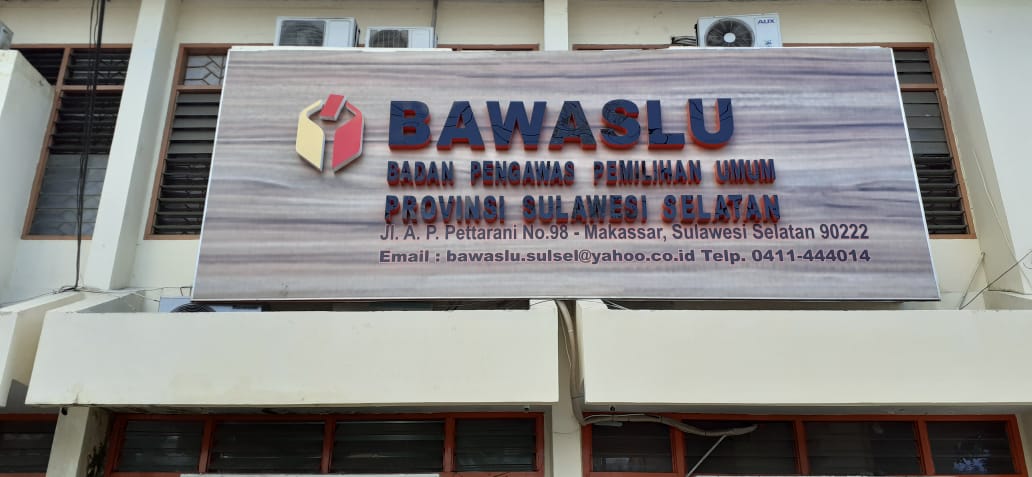 AUX
BAWASLU
BADAN PENGAWAS PEMILIHAN UMUM
PROVINSI SULAWESI SELATAN
Jl. A. P. Pettarani No.98 - Makassar, Sulawesi Selatan 90222
Email : bawaslu.sulsel@yahoo.co.id Telp. 0411-444014